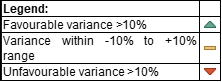 Legend:
Favourable variance >10%
Variance within -10% to +10%
range
Unfavourable variance >10%